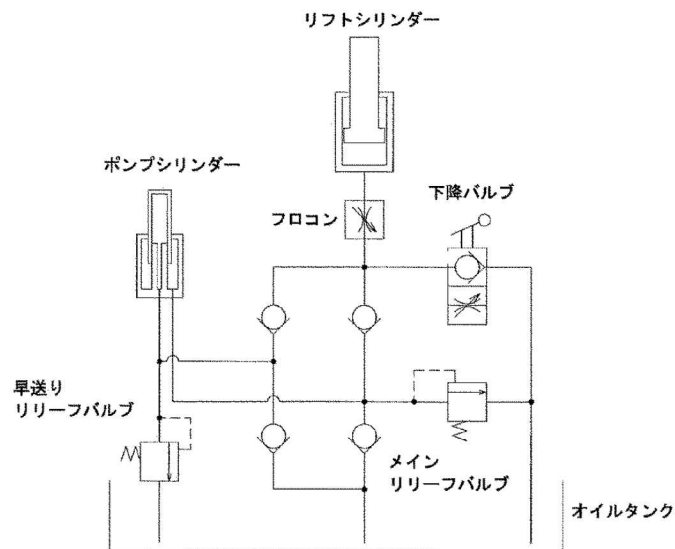 リフトシリンダー
ポンプシリンダー
フロコン
下降バルブ
早送り
リリーフバルブ
メイン
リリーフバルブ
オイルタンク